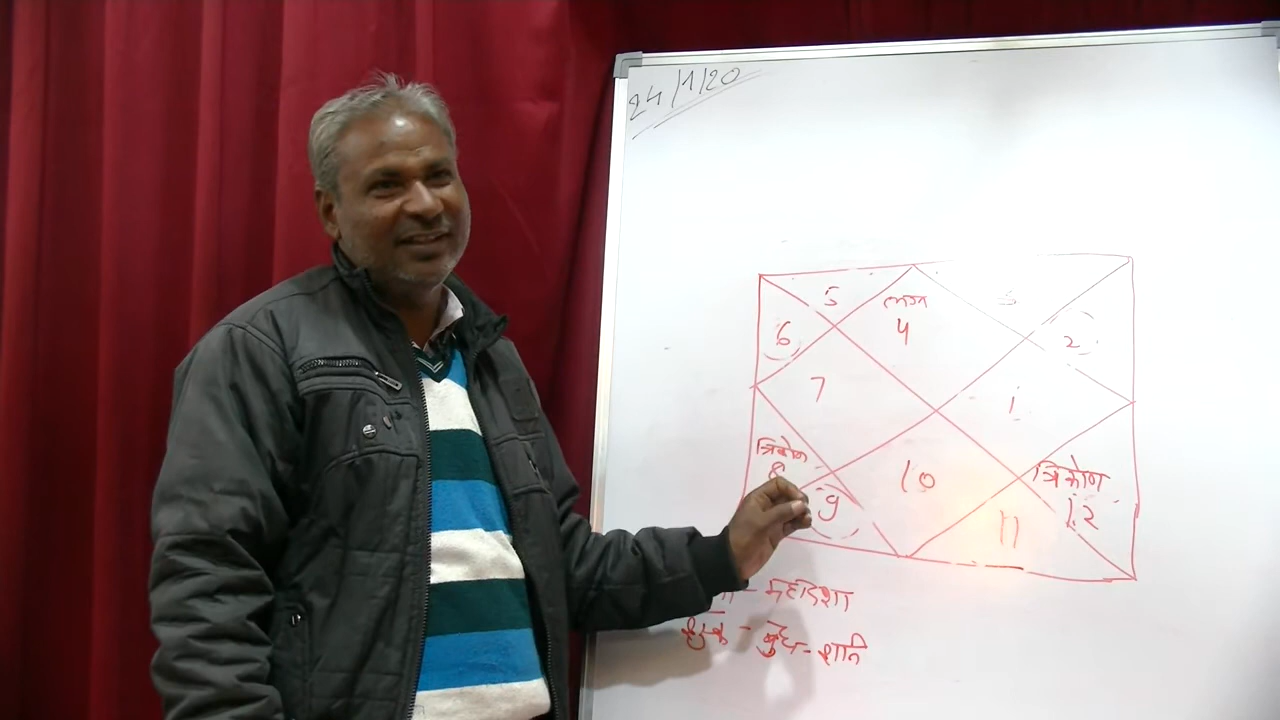 24/1/20
5
लग्न
3
6
4
2
7
1
त्रिकोण
8
10
त्रिकोण
9
11
12
- महादशा
शुक्र - बुध - शनि